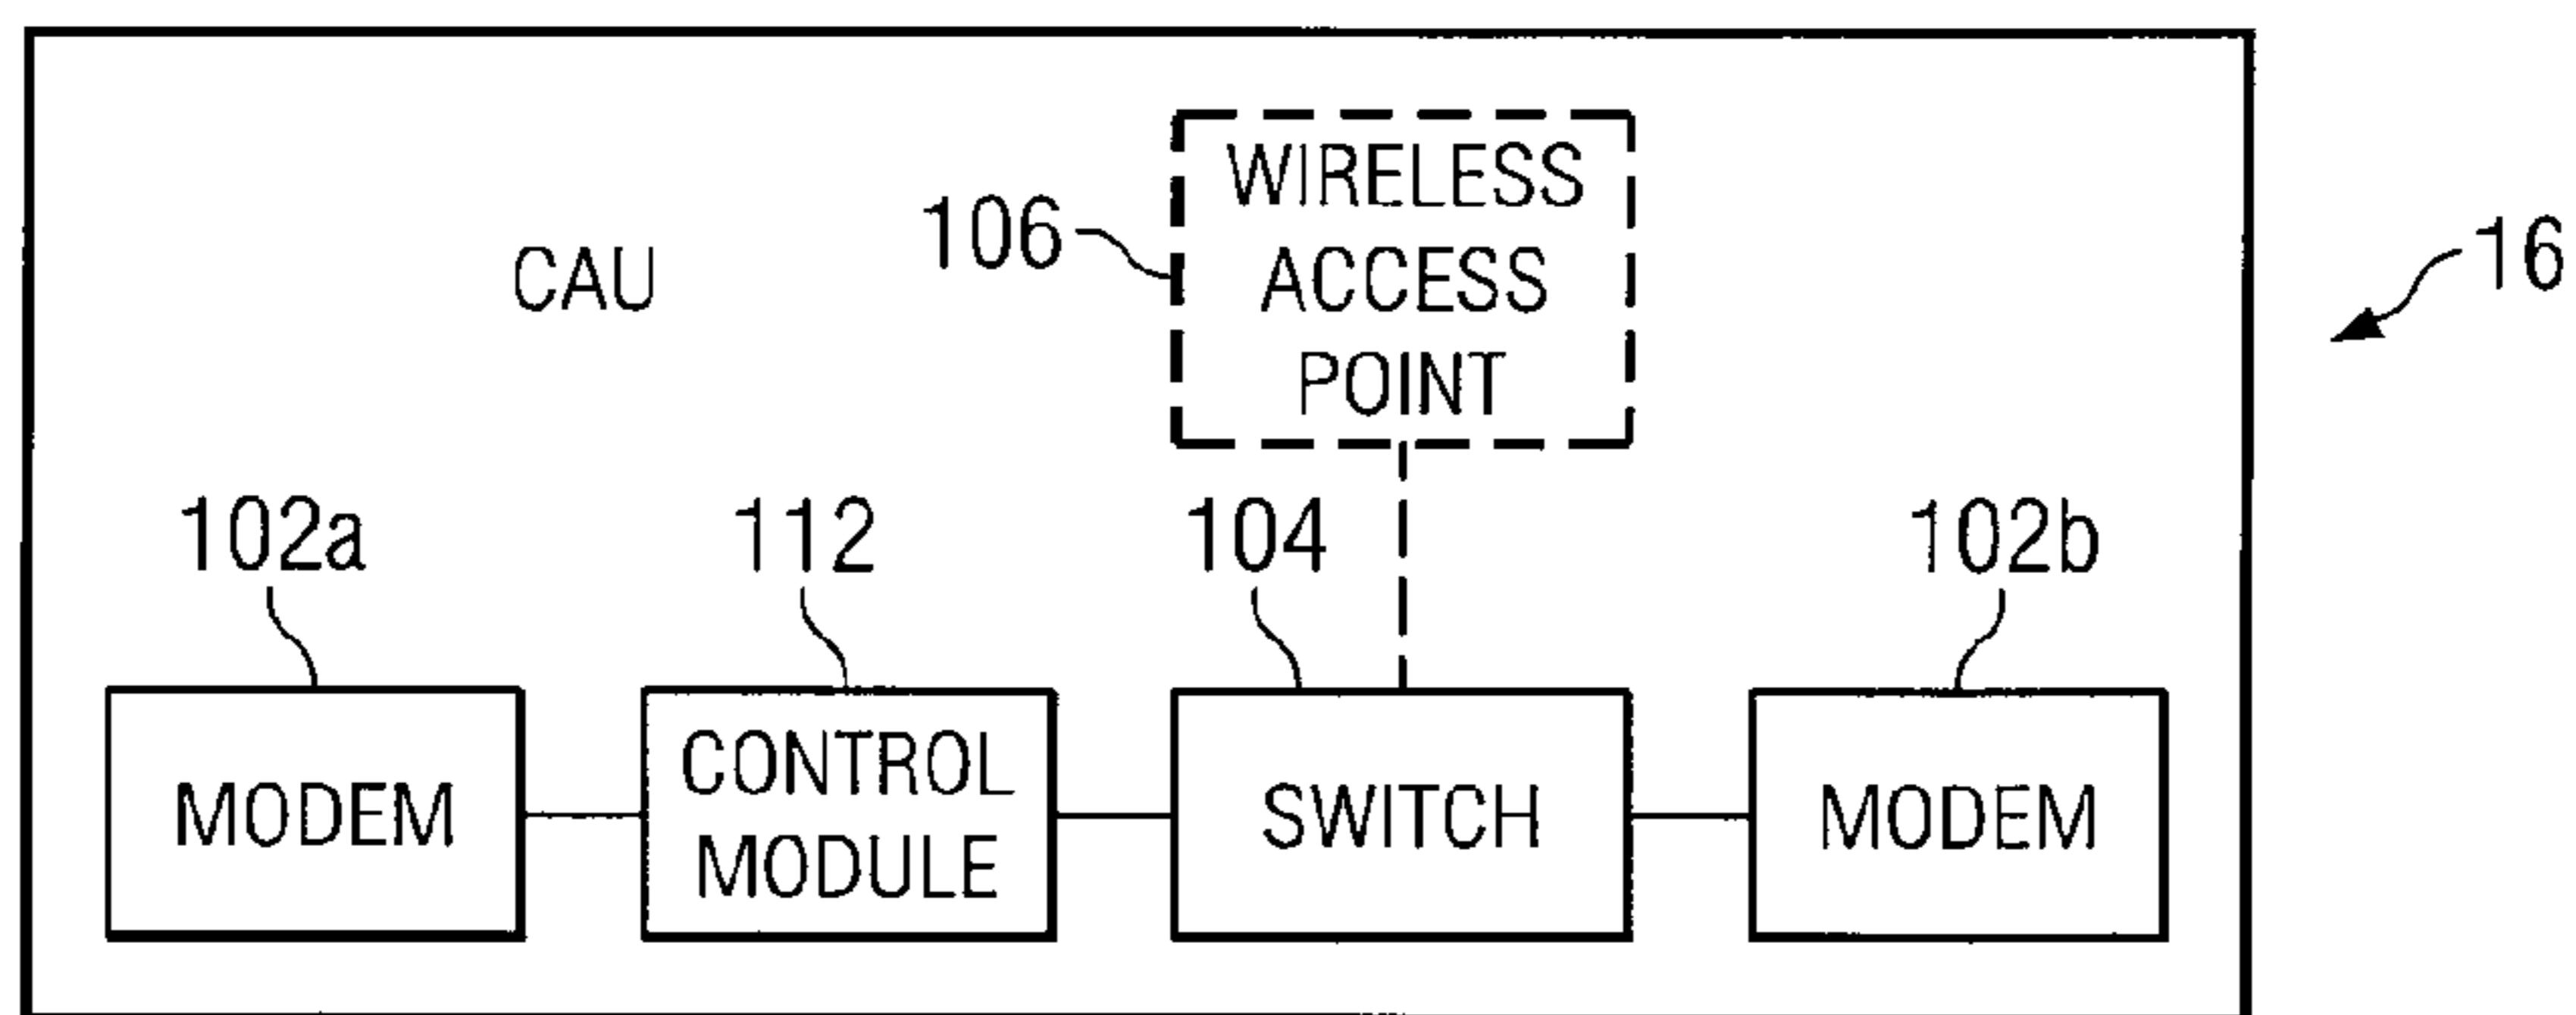 WIRELESS
ACCESS
POINT
106
CAU
16
102a
112
104
102b
MODEM
CONTROL
MODULE
SWITCH
MODEM